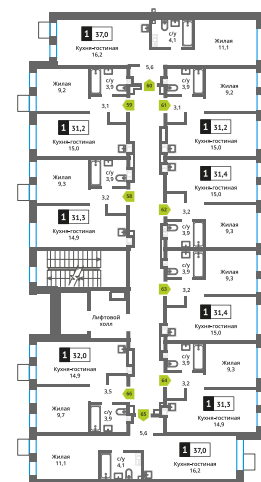 1 37,0
Кухня-гостиная
16,2
с/у
4,1
Жилая
11,1
5,6
Жилая
9,2
с/у
3,9
60
с/у
3,9
Жилая
9,2
3,1
59
61
3,1
1 31,2
Кухня-гостиная
15,0
1 31,2
Кухня-гостиная
15,0
Жилая
9,3
с/у
3,9
1 31,4
Кухня-гостиная
15,0
3,2
58
1 31,3
Кухня-гостиная
14,9
62
3,2
с/у
3,9
Жилая
9,3
с/у
3,9
Жилая
9,3
63
3,2
Лифтовой
холл
1 31,4
Кухня-гостиная
15,0
1 32,0
Кухня-гостиная
14,9
с/у
3,9
Жилая
9,3
64
3,2
3,5
66
1 31,3
Кухня-гостиная
14,9
Жилая
9,7
с/у
3,9
65
5,6
Жилая
11,1
с/у
4,1
1 37,0
Кухня-гостиная
16,2